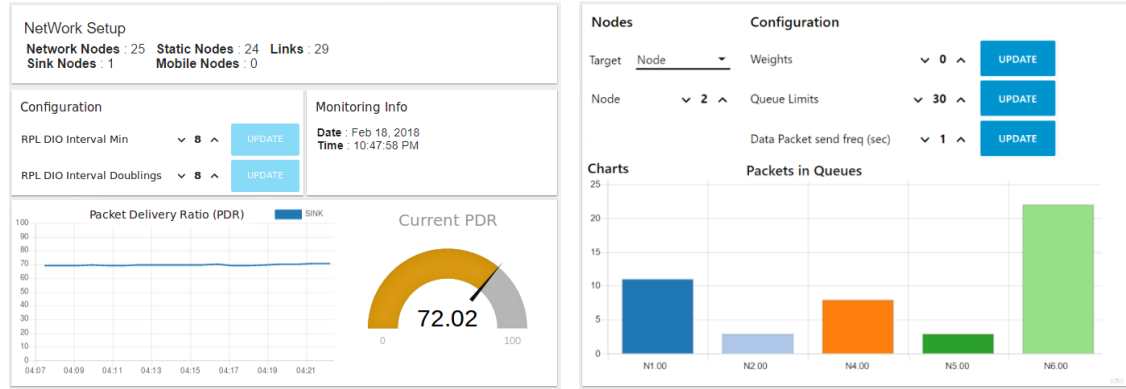 NetWork Setup
Network Nodes : 25 Static Nodes : 24 Links : 29
Sink Nodes : 1 Mobile Nodes : 0
Configuration
RPL DIO Interval Min 8 UPDATE
RPL DIO Interval Doublings 8 UPDATE
Monitoring Info
Date : Feb 18, 2018
Time : 10:47:58 PM
Packet Delivery Ratio (PDR) SINK
100
90
80
70
60
50
40
30
20
10
0
04:07 04:09 04:11 04:13 04:15 04:17 04:19 04:21
Current PDR
72.02
0 100
Nodes
Target Node
Node 2
Configuration
Weights 0 UPDATE
Queue Limits 30 UPDATE
Data Packet send freq (sec) 1 UPDATE
Charts
Packets in Queues
25
20
15
10
5
0
N1.00 N2.00 N4.00 N5.00 N6.00